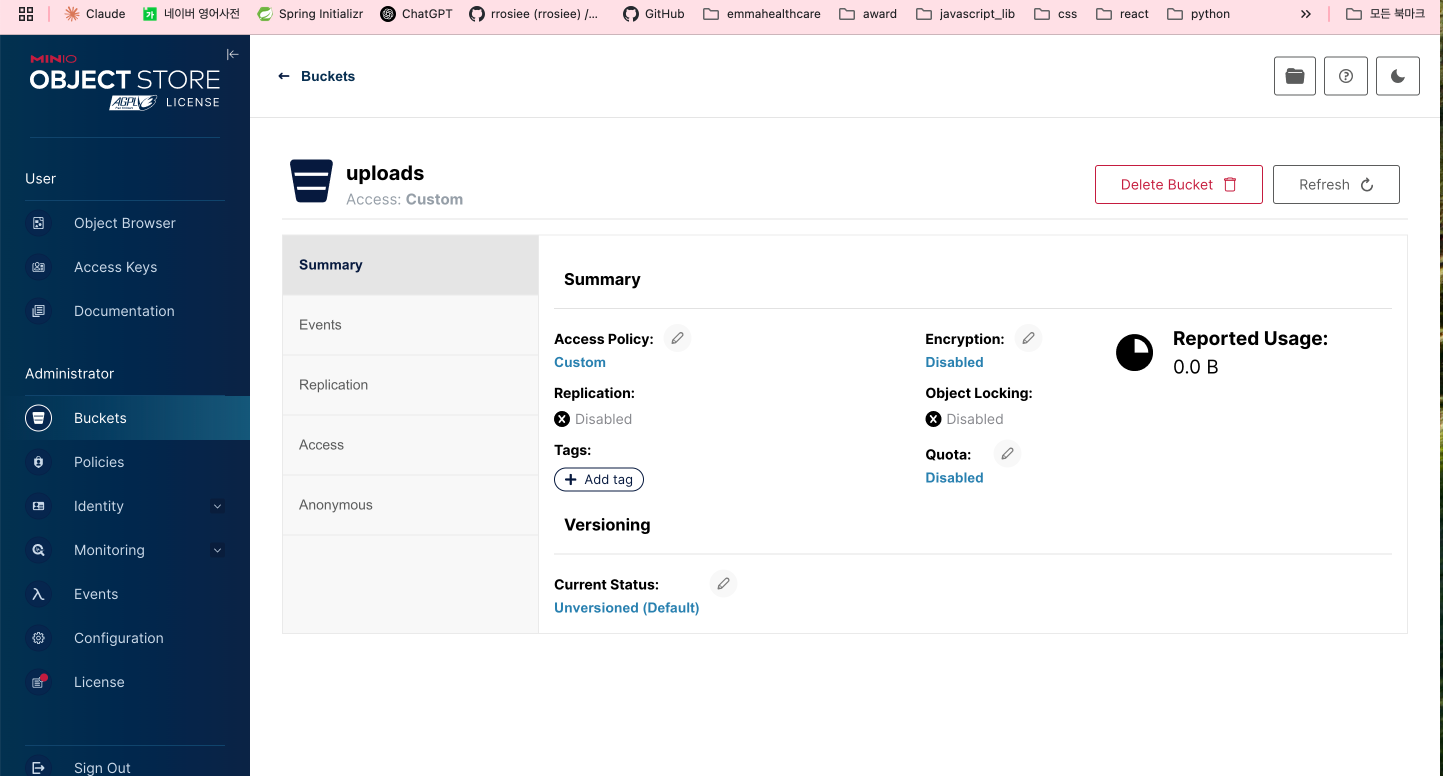 Claude
네이버 영어사전
Spring Initializr
ChatGPT
rrosiee (rrosiee) /...
GitHub
emmahealthcare
award
javascript_lib
css
react
python
모든 북마크
MINIO
OBJECT STORE
AGPLv3 LICENSE
User
Object Browser
Access Keys
Documentation
Administrator
Buckets
Policies
Identity
Monitoring
Events
Configuration
License
Sign Out
Buckets
uploads
Access: Custom
Delete Bucket
Refresh
Summary
Events
Replication
Access
Anonymous
Summary
Access Policy:
Custom
Encryption:
Disabled
Reported Usage:
0.0 B
Replication:
Disabled
Object Locking:
Disabled
Tags:
Add tag
Quota:
Disabled
Versioning
Current Status:
Unversioned (Default)